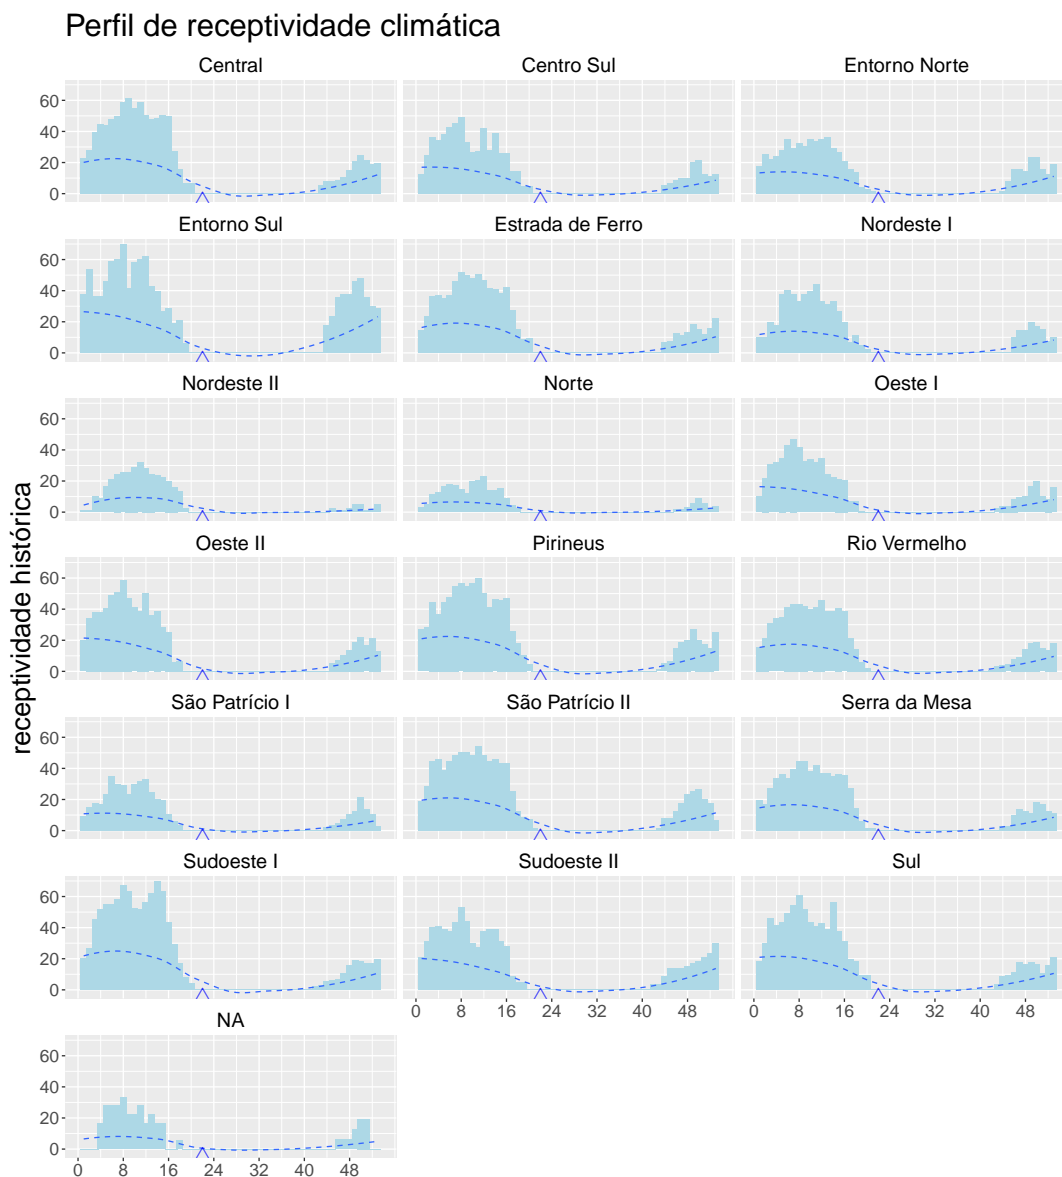 Perfil de receptividade climática
Central Centro Sul Entorno Norte
60
40
20
0
Entorno Sul Estrada de Ferro Nordeste I
60
40
20
0
Nordeste II Norte Oeste I
60
40
20
0
Oeste II Pirineus Rio Vermelho
60
40
20
0
São Patrício I São Patrício II Serra da Mesa
60
40
20
0
Sudoeste I Sudoeste II Sul
60
40
20
0
0 8 16 24 32 40 48 0 8 16 24 32 40 48
NA
60
40
20
0
0 8 16 24 32 40 48
receptividade histórica